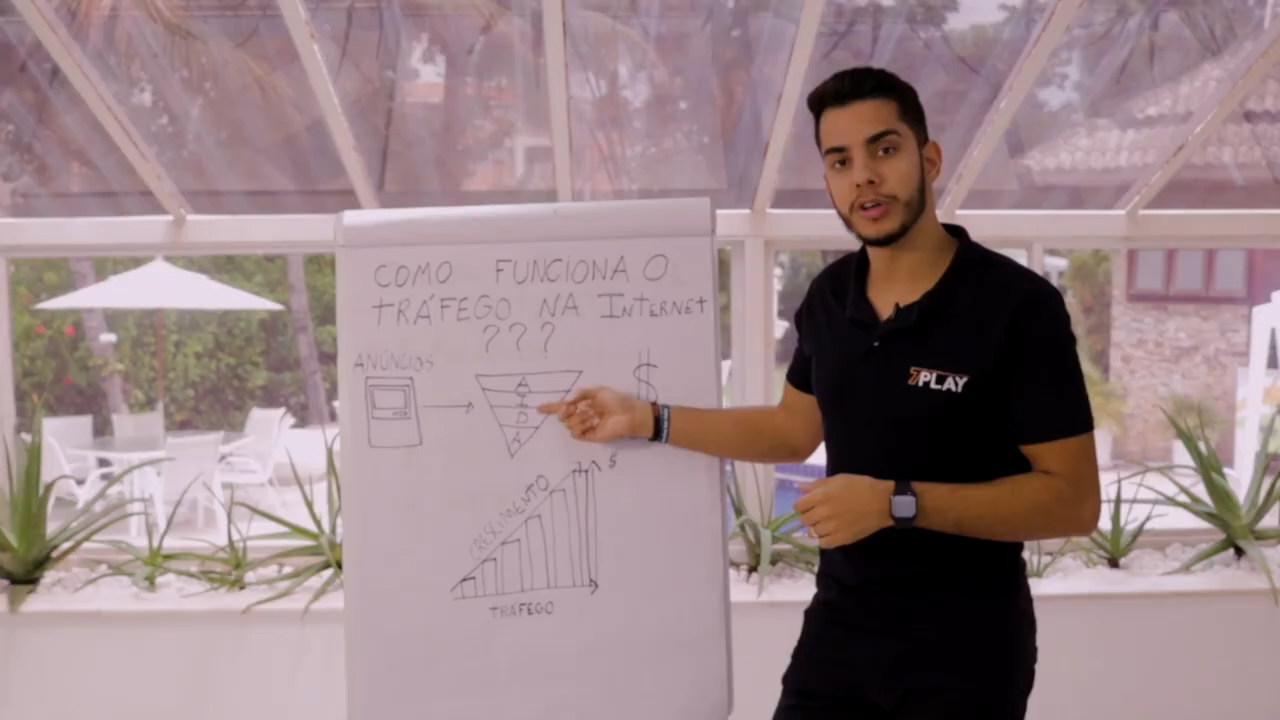 COMO FUNCIONA O
TRÁFEGO NA INTERNET
???
ANÚNCIOS
$
A
I
D
A
CRESCIMENTO
$
TRÁFEGO
7PLAY